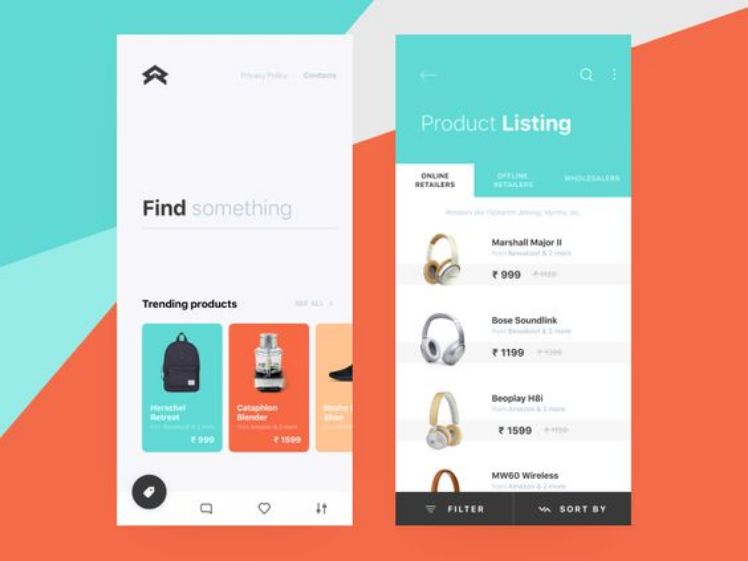 Privacy Policy
Contacts
Find something
Trending products
SEE ALL
Herschel
Retreat
from Bewakoof & 2 more
₹ 999
Cataphlon
Blender
from Amazon & 2 more
₹ 1599
Shoe
Product Listing
ONLINE
RETAILERS
OFFLINE
RETAILERS
WHOLESALERS
Retailers like Flipkart, Jabong, Myntra, etc.
Marshall Major II
from Bewakoof & 2 more
₹ 999
Bose Soundlink
from Bewakoof & 2 more
₹ 1199
₹ 1399
Beoplay H8i
from Amazon & 2 more
₹ 1599
MW60 Wireless
from Amazon & 2 more
FILTER
SORT BY